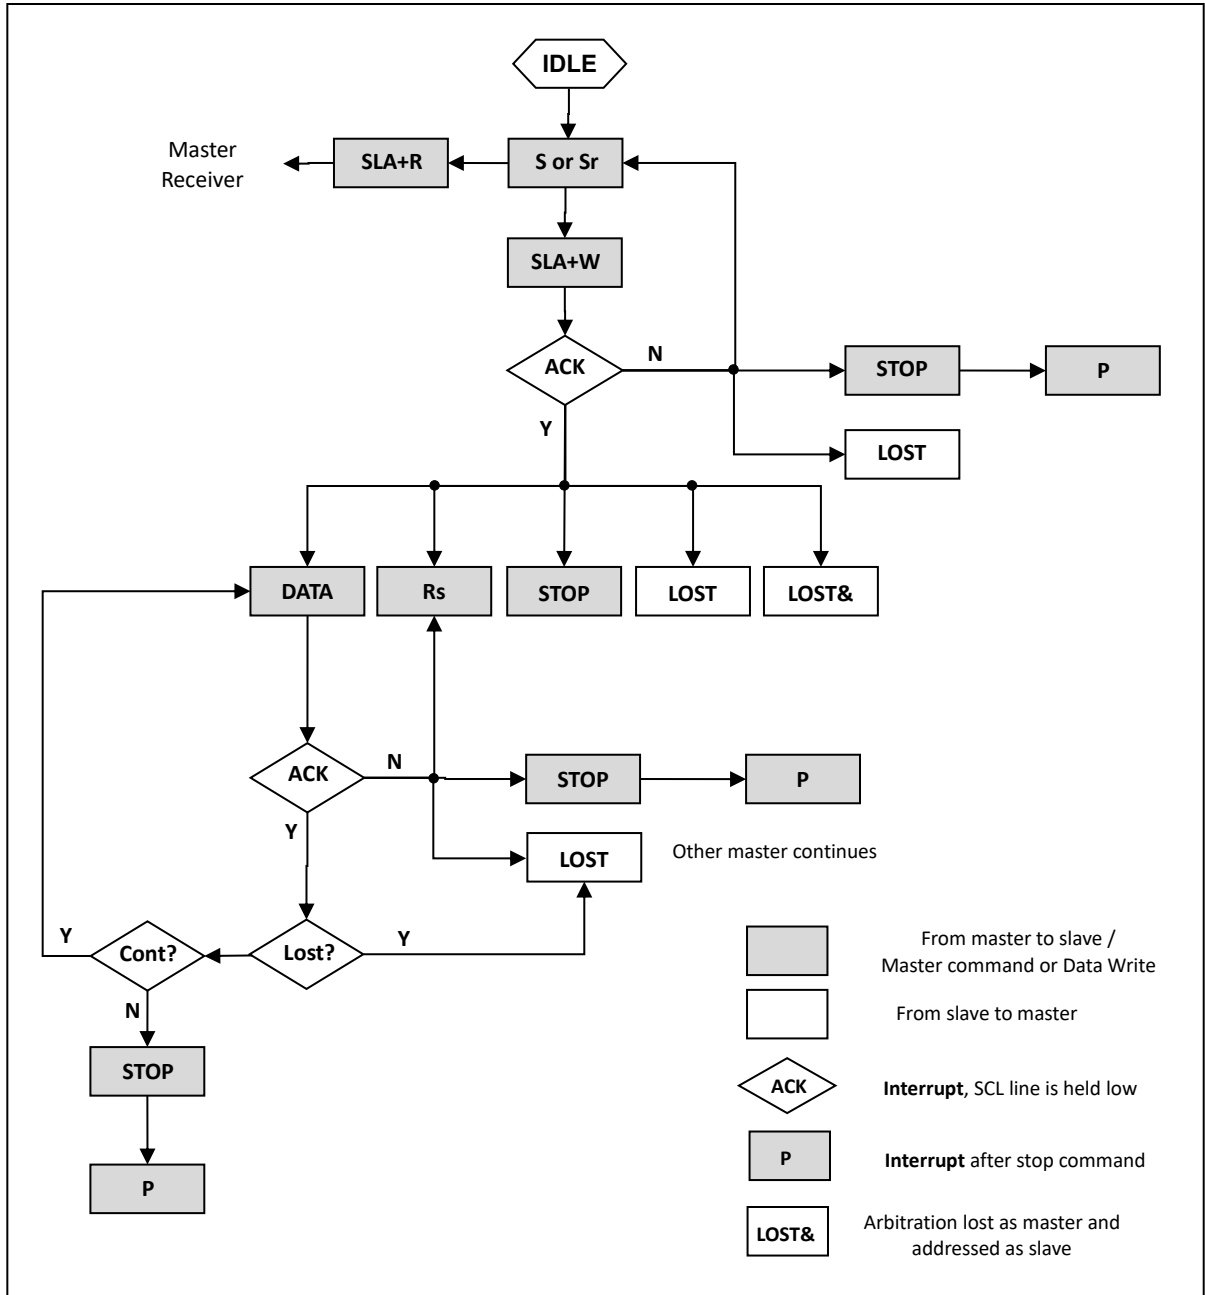 IDLE
Master
Receiver
SLA+R
S or Sr
SLA+W
ACK
N
STOP
P
Y
LOST
DATA
Rs
STOP
LOST
LOST&
ACK
N
STOP
P
Y
LOST
Other master continues
Y
Cont?
Lost?
Y
N
STOP
P
From master to slave /
Master command or Data Write
From slave to master
ACK
Interrupt, SCL line is held low
P
Interrupt after stop command
LOST&
Arbitration lost as master and
addressed as slave